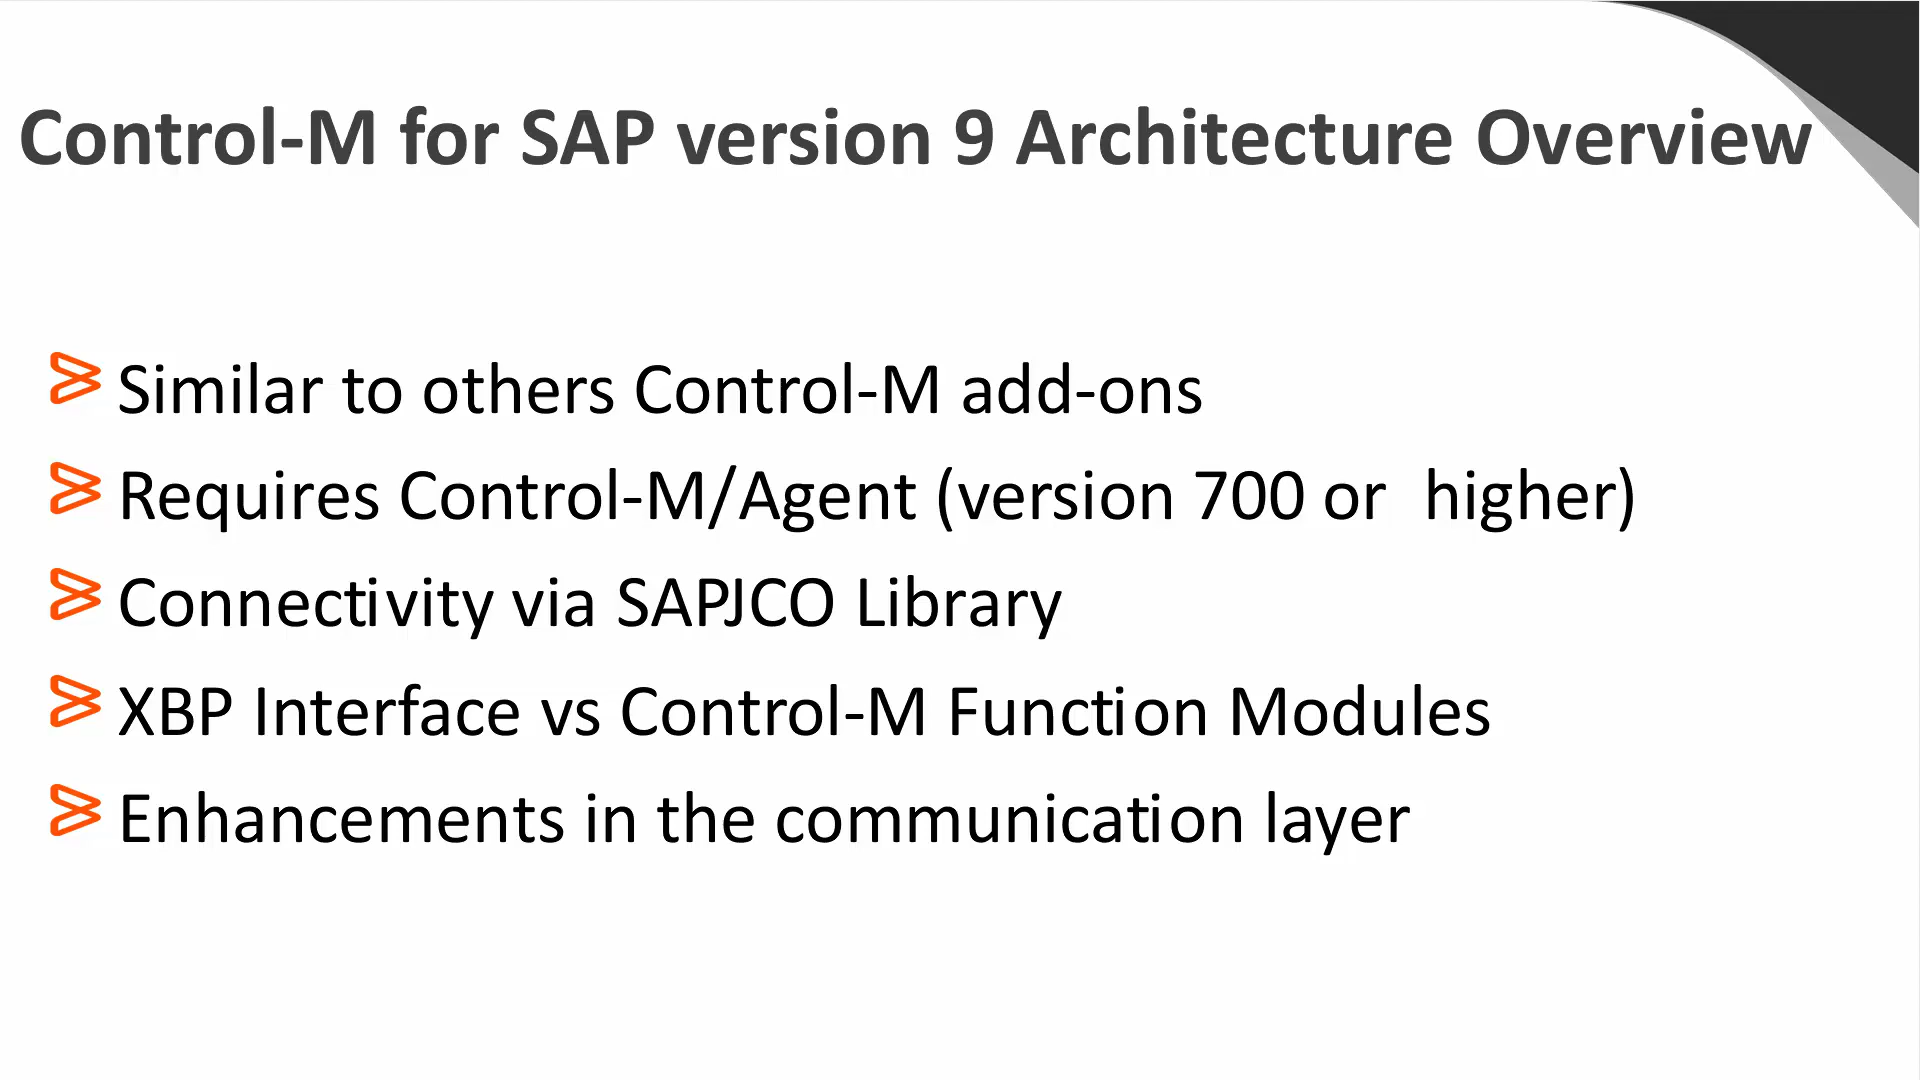 Control-M for SAP version 9 Architecture Overview
Similar to others Control-M add-ons
Requires Control-M/Agent (version 700 or  higher)
Connectivity via SAPJCO Library
XBP Interface vs Control-M Function Modules
Enhancements in the communication layer